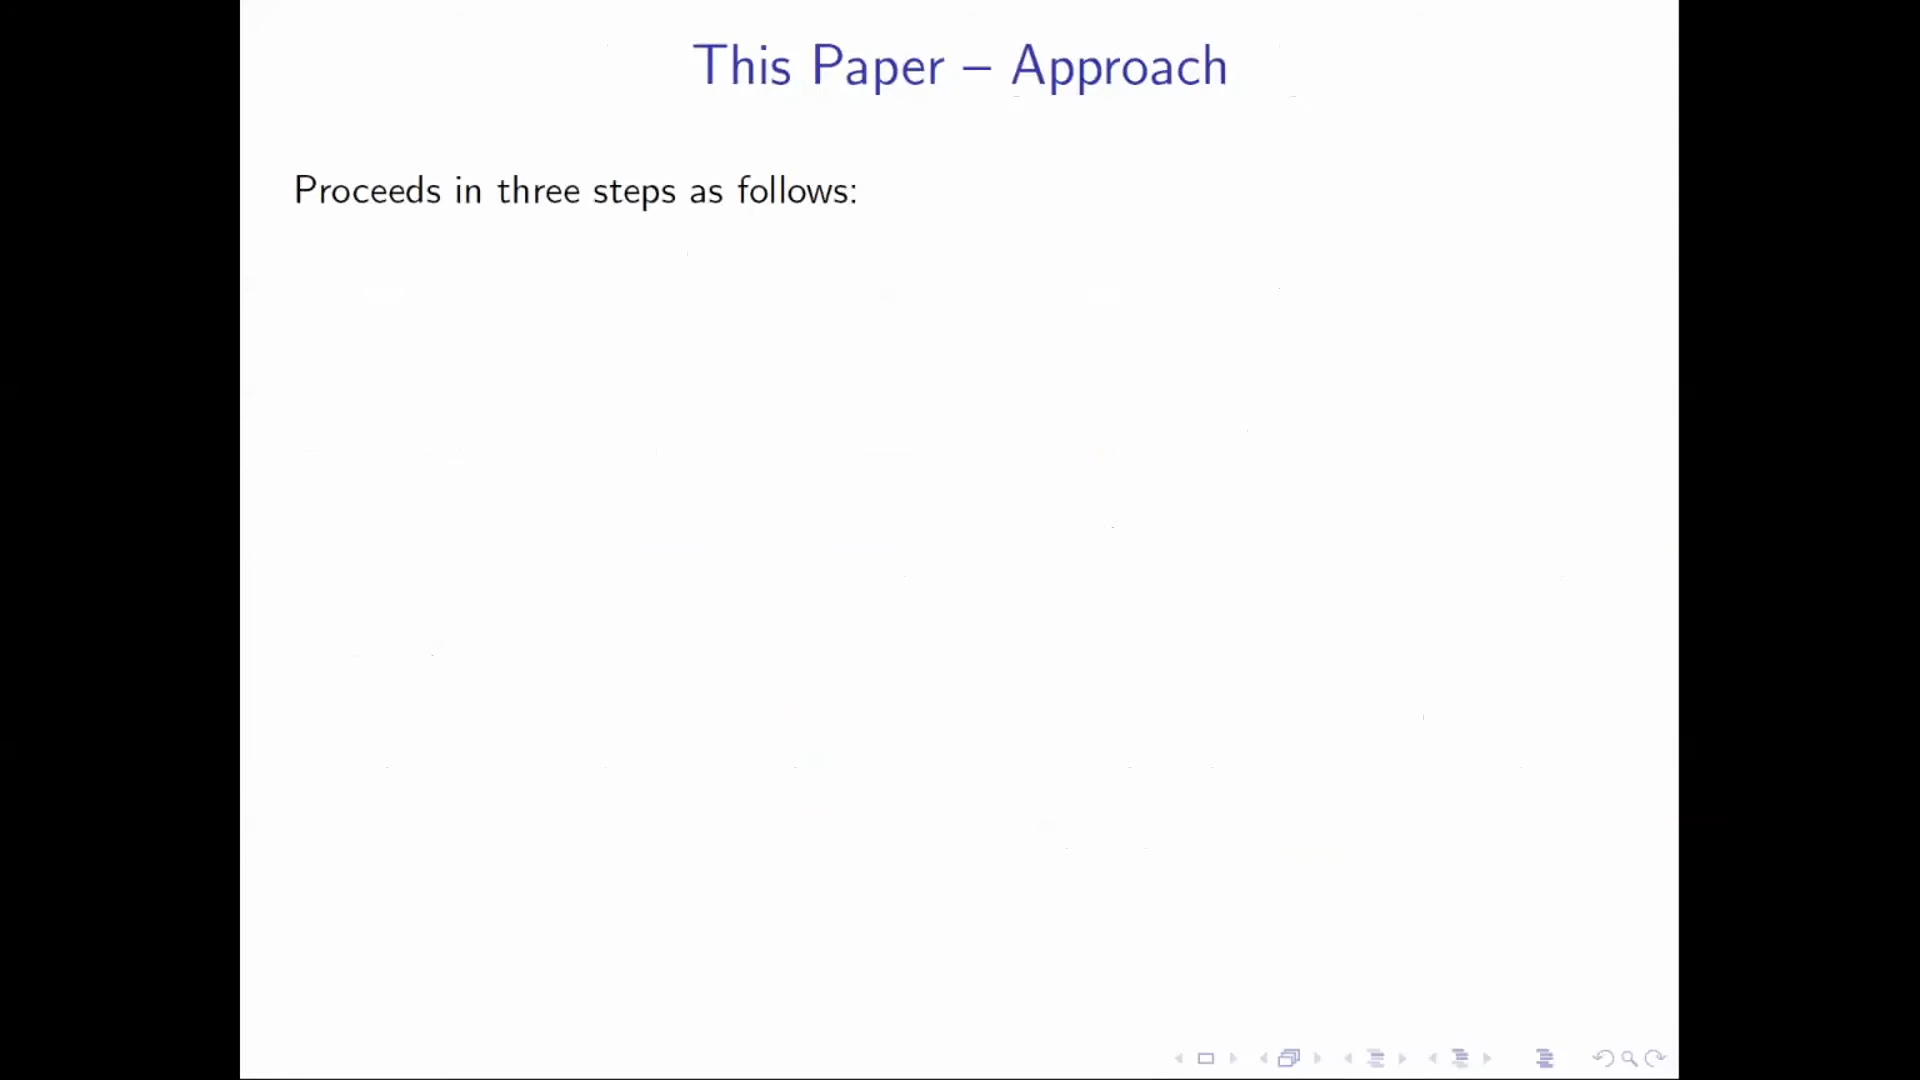 This Paper – Approach
Proceeds in three steps as follows: